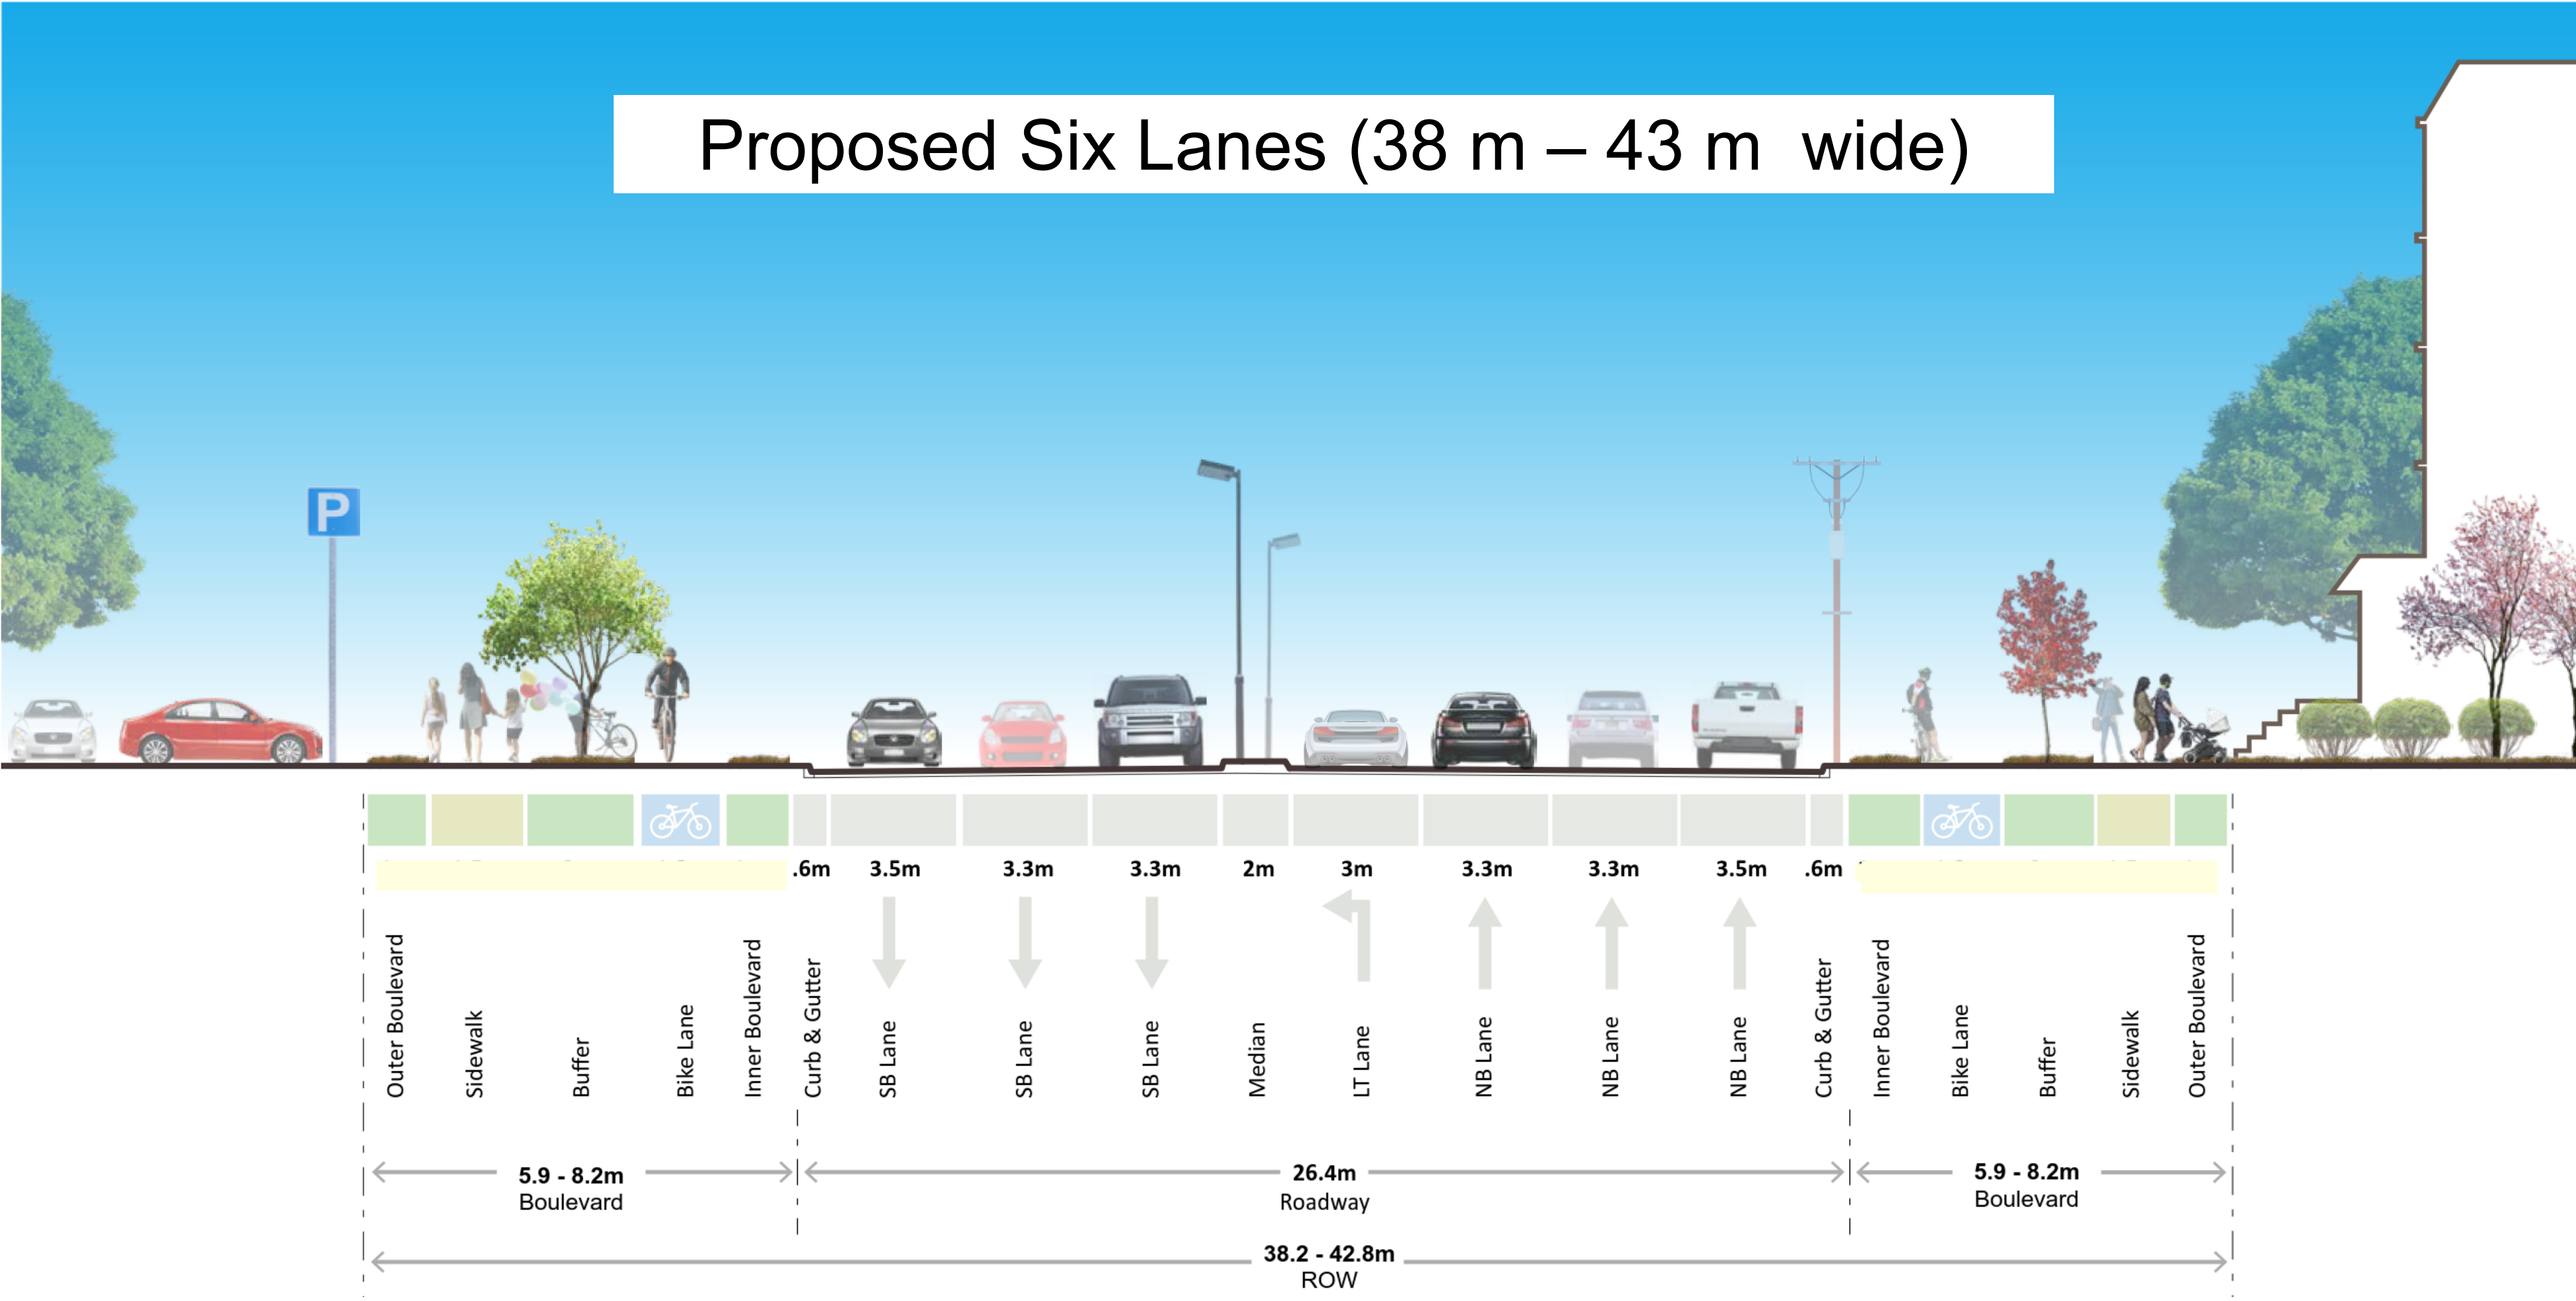 Proposed Six Lanes (38 m – 43 m wide)
P
.6m 3.5m 3.3m 3.3m 2m 3m 3.3m 3.3m 3.5m .6m
Outer Boulevard
Sidewalk
Buffer
Bike Lane
Inner Boulevard
Curb & Gutter
SB Lane
SB Lane
SB Lane
Median
LT Lane
NB Lane
NB Lane
NB Lane
Curb & Gutter
Inner Boulevard
Bike Lane
Buffer
Sidewalk
Outer Boulevard
5.9 - 8.2m
Boulevard
26.4m
Roadway
5.9 - 8.2m
Boulevard
38.2 - 42.8m
ROW